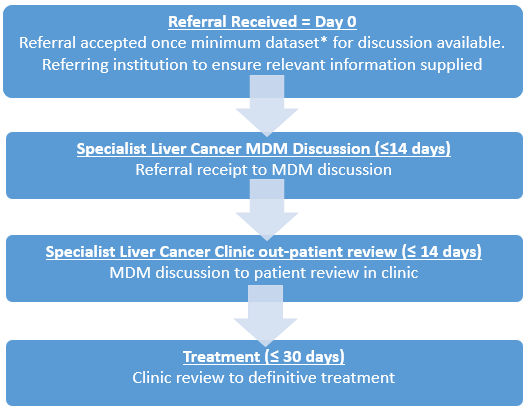 Referral Received = Day 0
Referral accepted once minimum dataset* for discussion available.
Referring institution to ensure relevant information supplied
Specialist Liver Cancer MDM Discussion (≤14 days)
Referral receipt to MDM discussion
Specialist Liver Cancer Clinic out-patient review (≤ 14 days)
MDM discussion to patient review in clinic
Treatment (≤ 30 days)
Clinic review to definitive treatment